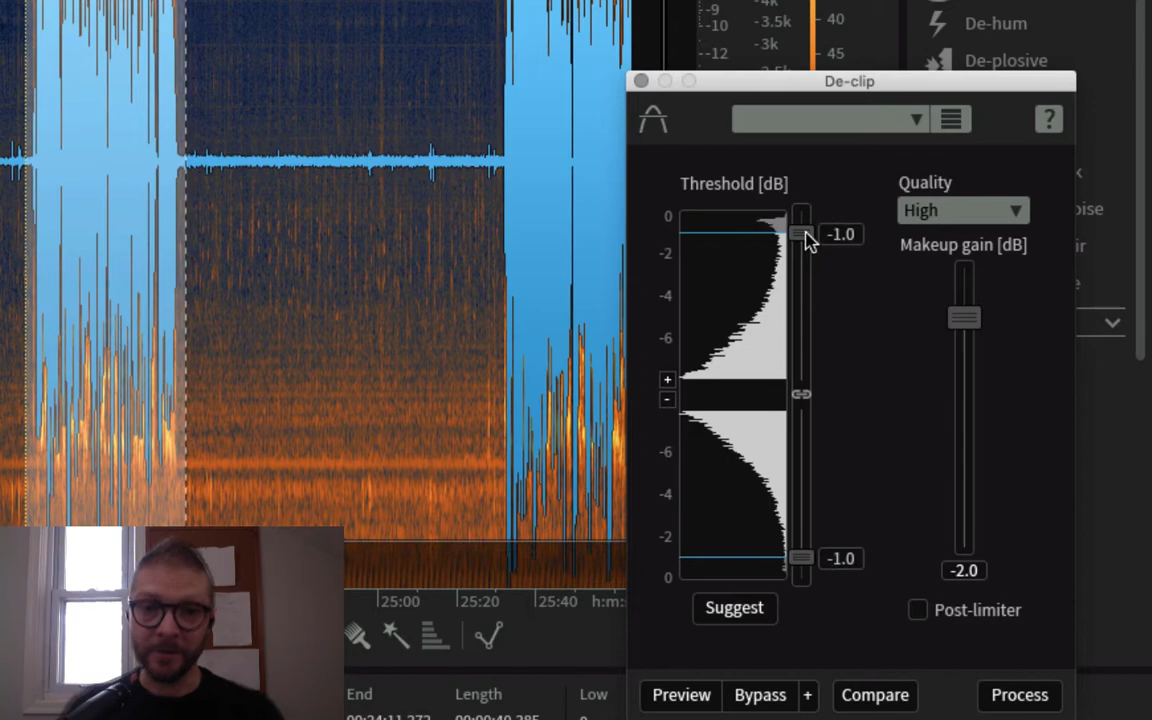 -9
-10
-12
-4k
-3.5k
-3k
40
45
De-hum
De-plosive
De-clip
?
Threshold [dB]
Quality
High
Makeup gain [dB]
0
-2
-4
-6
+
-
-6
-4
-2
0
-1.0
-1.0
-2.0
Suggest
Post-limiter
Preview
Bypass
+
Compare
Process
25:00
25:20
25:40
h:m:s
End
Length
Low